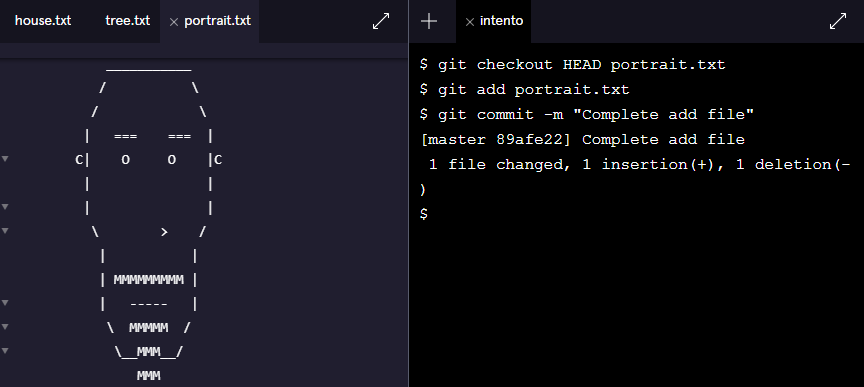 house.txt tree.txt × portrait.txt
___________
/           \
/             \
|   ===    ===  |
C|    O     O    |C
|               |
|               |
\        >    /
|           |
| MMMMMMMMM |
|   -----   |
\  MMMMM  /
\__MMM__/
MMM
+ × intento
$ git checkout HEAD portrait.txt
$ git add portrait.txt
$ git commit -m "Complete add file"
[master 89afe22] Complete add file
1 file changed, 1 insertion(+), 1 deletion(-
)
$